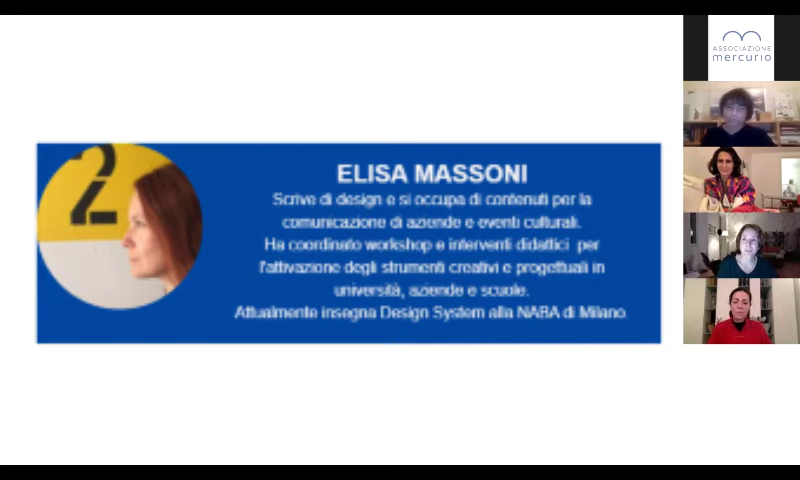 2
ELISA MASSONI
Scrive di design e si occupa di contenuti per la
comunicazione di aziende e eventi culturali.
Ha coordinato workshop e interventi didattici per
l'attivazione degli strumenti creativi e progettuali in
università, aziende e scuole.
Attualmente insegna Design System alla NABA di Milano.
ASSOCIAZIONE
mercurio